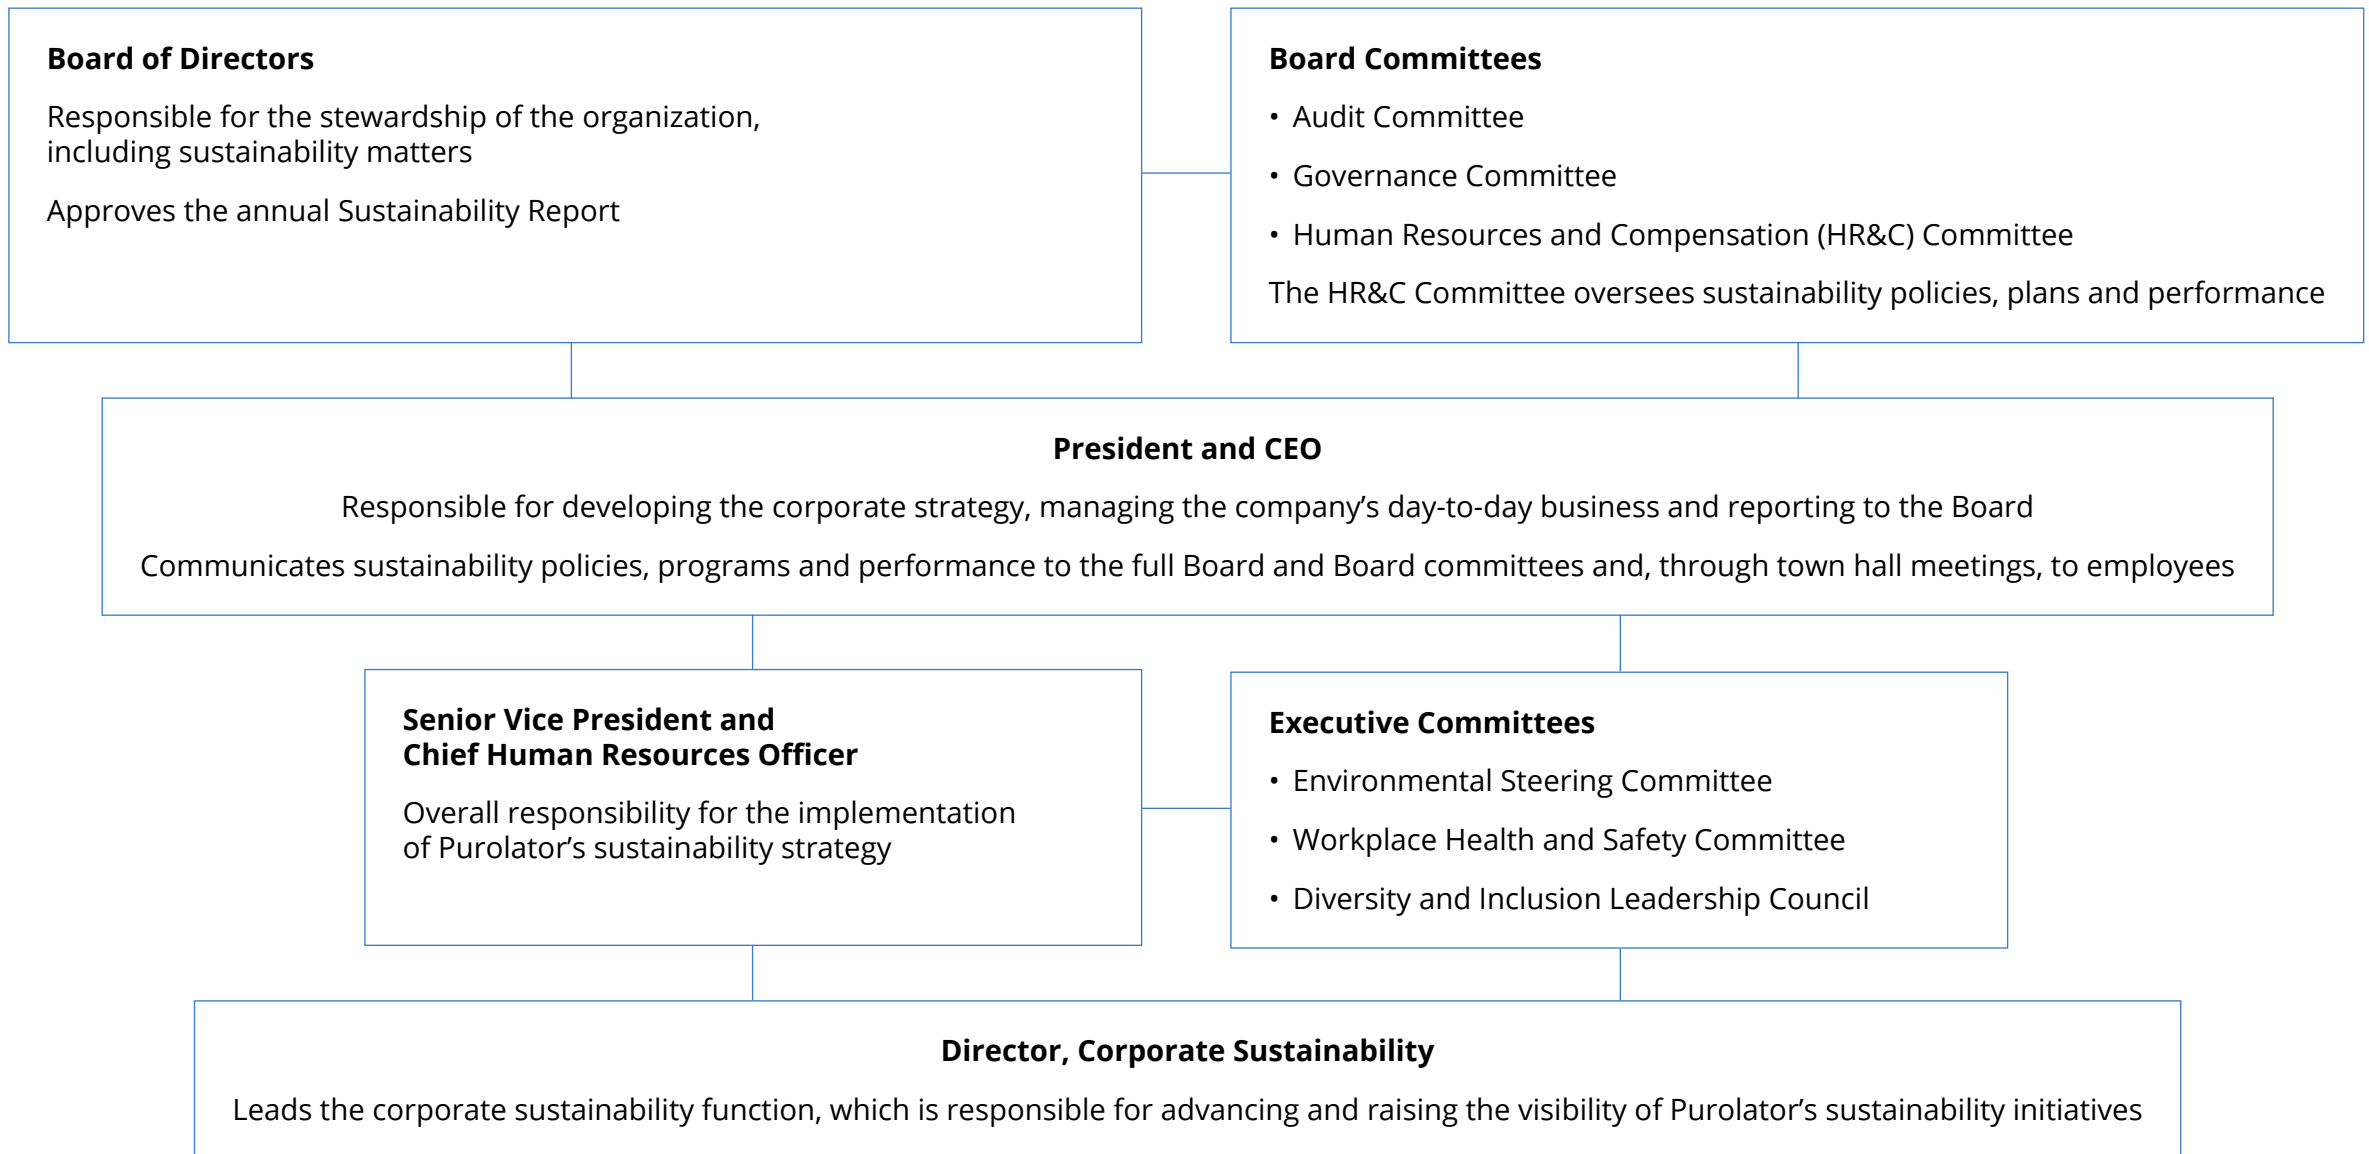 Board of Directors
Responsible for the stewardship of the organization,
including sustainability matters
Approves the annual Sustainability Report
Board Committees
• Audit Committee
• Governance Committee
• Human Resources and Compensation (HR&C) Committee
The HR&C Committee oversees sustainability policies, plans and performance
President and CEO
Responsible for developing the corporate strategy, managing the company’s day-to-day business and reporting to the Board
Communicates sustainability policies, programs and performance to the full Board and Board committees and, through town hall meetings, to employees
Senior Vice President and
Chief Human Resources Officer
Overall responsibility for the implementation
of Purolator’s sustainability strategy
Executive Committees
• Environmental Steering Committee
• Workplace Health and Safety Committee
• Diversity and Inclusion Leadership Council
Director, Corporate Sustainability
Leads the corporate sustainability function, which is responsible for advancing and raising the visibility of Purolator’s sustainability initiatives